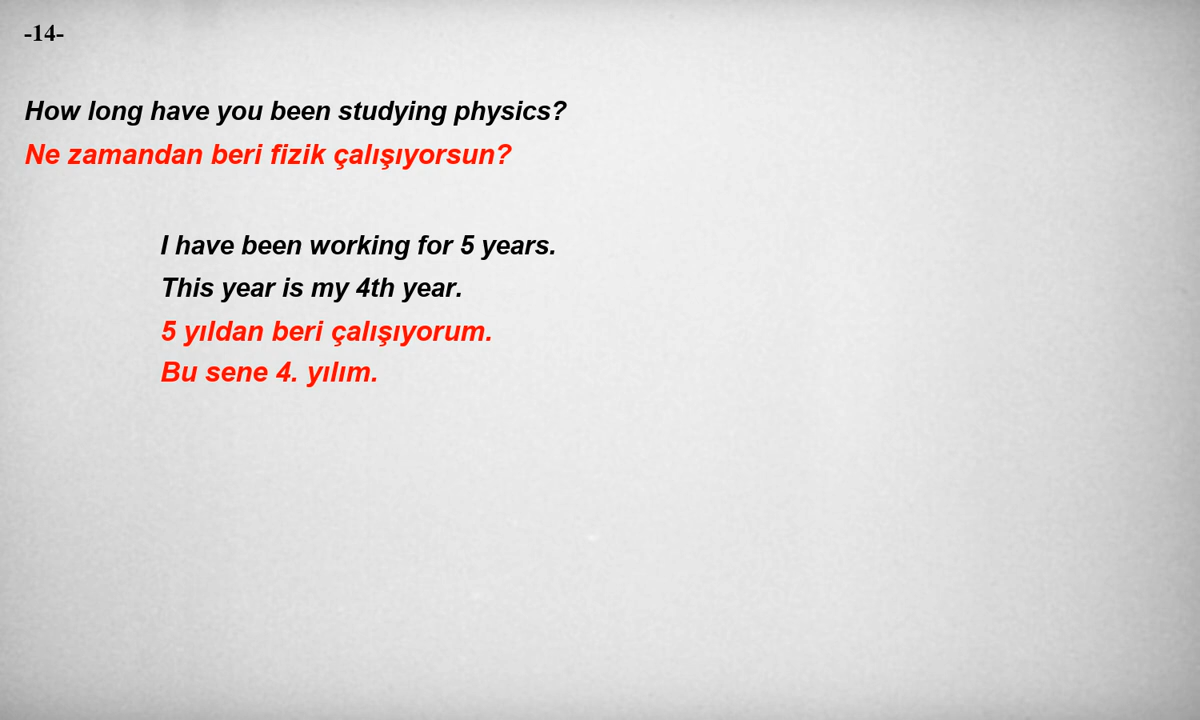 -14-
How long have you been studying physics?
Ne zamandan beri fizik çalışıyorsun?
I have been working for 5 years.
This year is my 4th year.
5 yıldan beri çalışıyorum.
Bu sene 4. yılım.